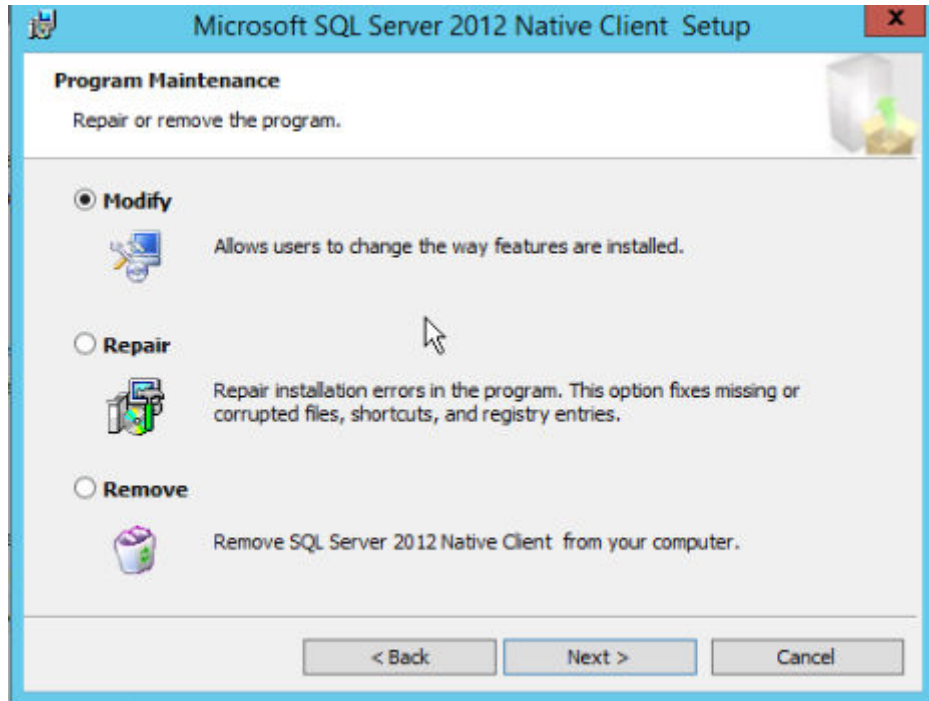 Microsoft SQL Server 2012 Native Client Setup
x
Program Maintenance
Repair or remove the program.
Modify
Allows users to change the way features are installed.
Repair
Repair installation errors in the program. This option fixes missing or
corrupted files, shortcuts, and registry entries.
Remove
Remove SQL Server 2012 Native Client from your computer.
< Back
Next >
Cancel